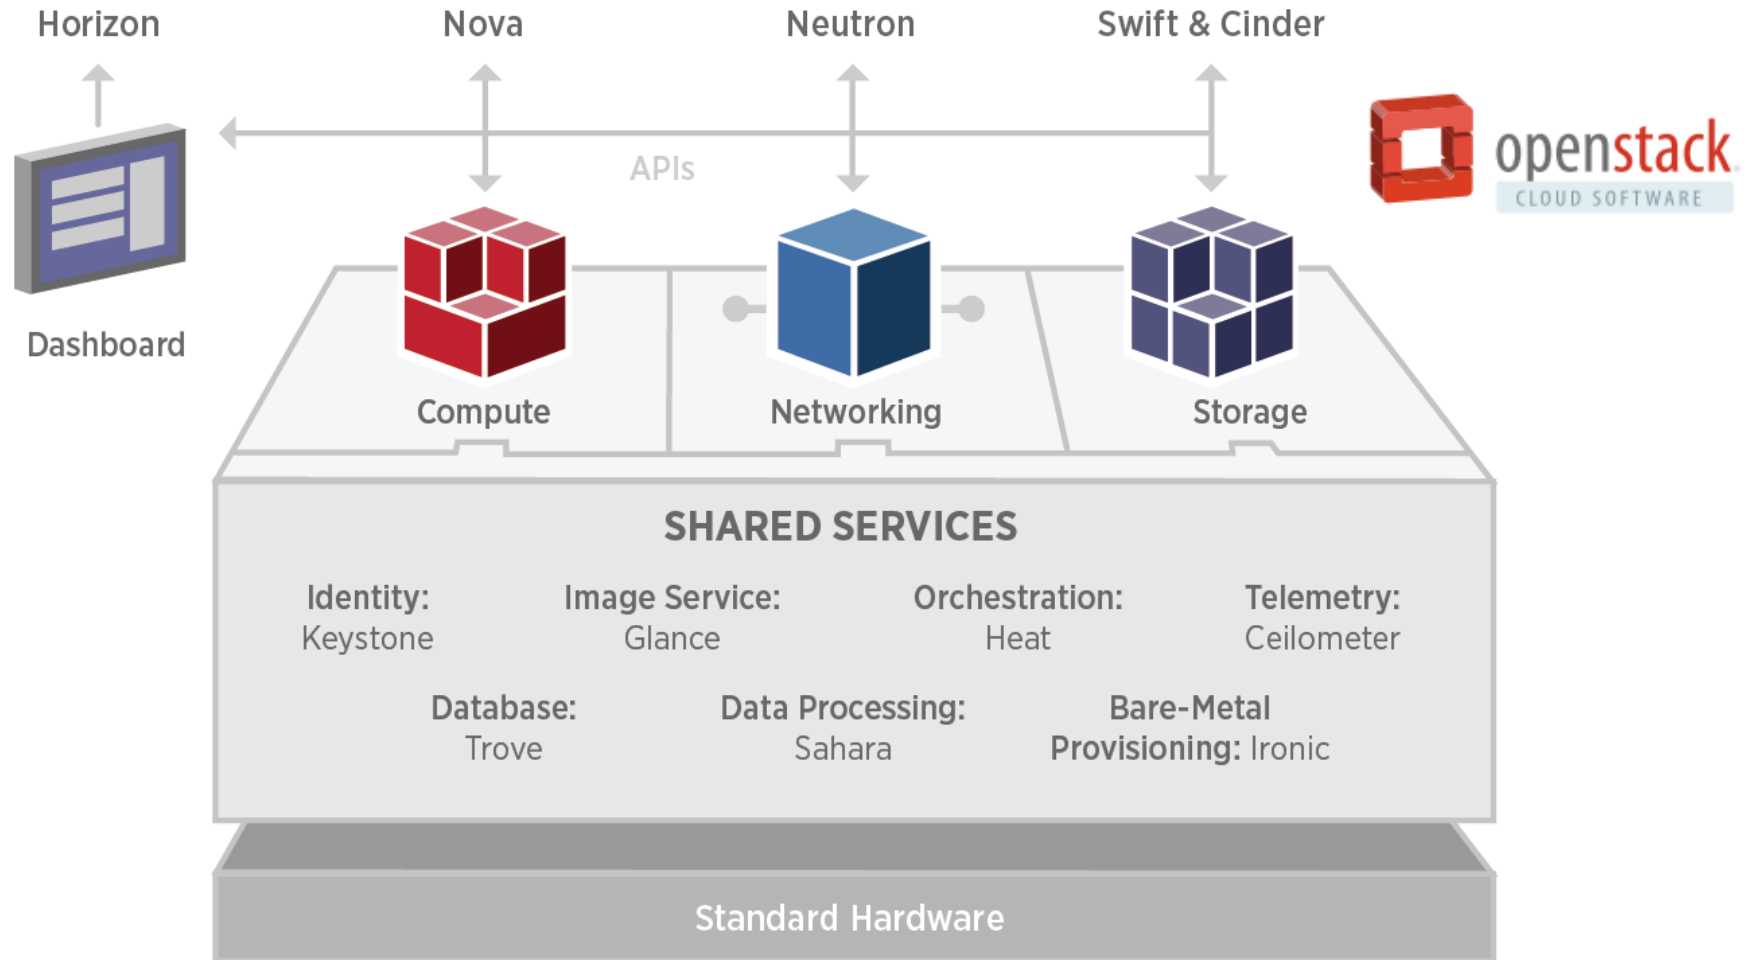 Horizon
Nova
Neutron
Swift & Cinder
APIs
openstack
CLOUD SOFTWARE
Dashboard
Compute
Networking
Storage
SHARED SERVICES
Identity:
Keystone
Image Service:
Glance
Orchestration:
Heat
Telemetry:
Ceilometer
Database:
Trove
Data Processing:
Sahara
Bare-Metal
Provisioning: Ironic
Standard Hardware